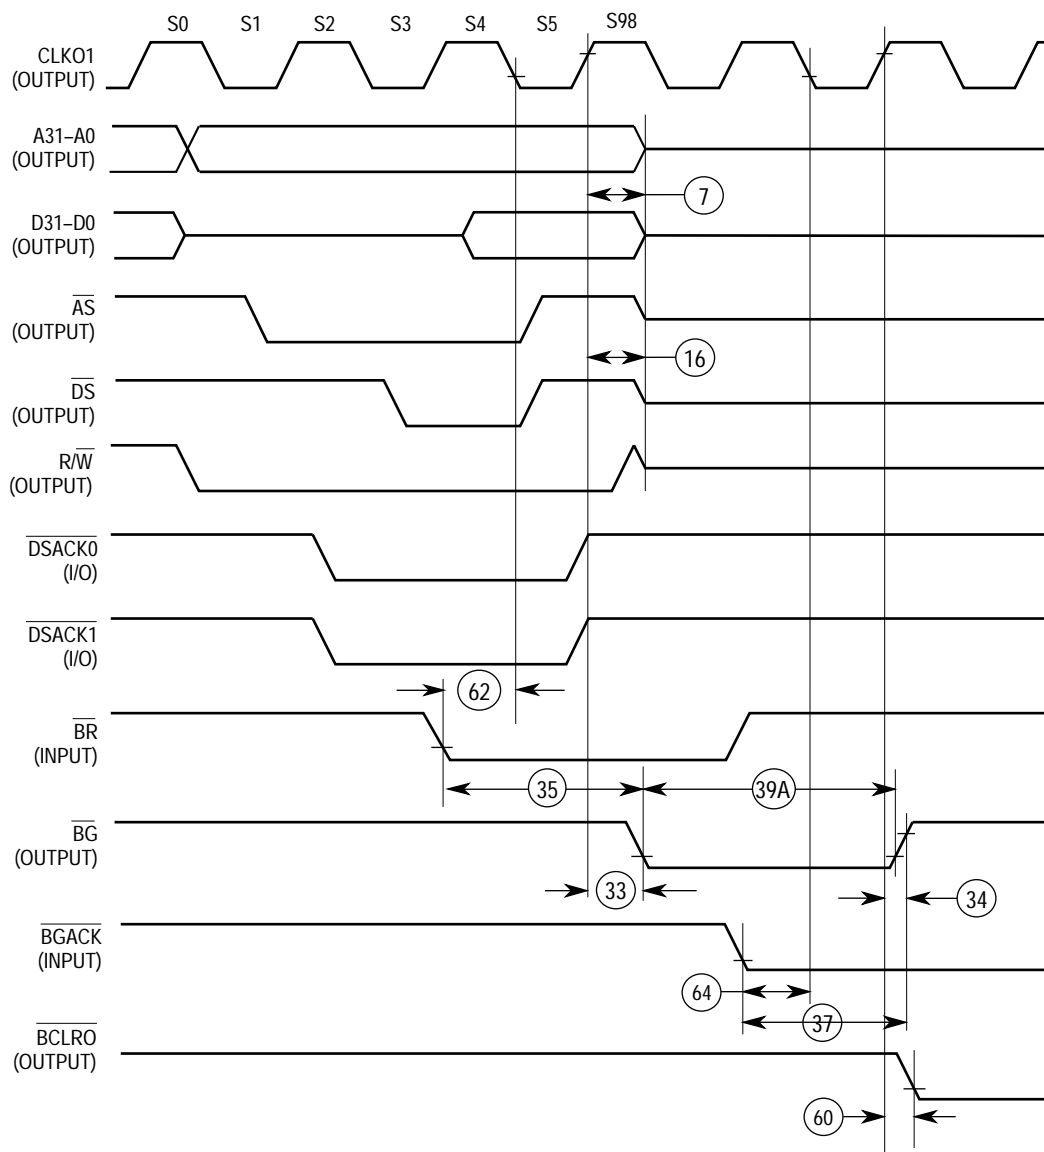 S0 S1 S2 S3 S4 S5 S98
CLKO1
(OUTPUT)
A31–A0
(OUTPUT)
7
D31–D0
(OUTPUT)
AS
(OUTPUT)
16
DS
(OUTPUT)
R/W
(OUTPUT)
DSACK0
(I/O)
DSACK1
(I/O)
62
BR
(INPUT)
35 39A
BG
(OUTPUT)
33 34
BGACK
(INPUT)
64
37
BCLRO
(OUTPUT)
60